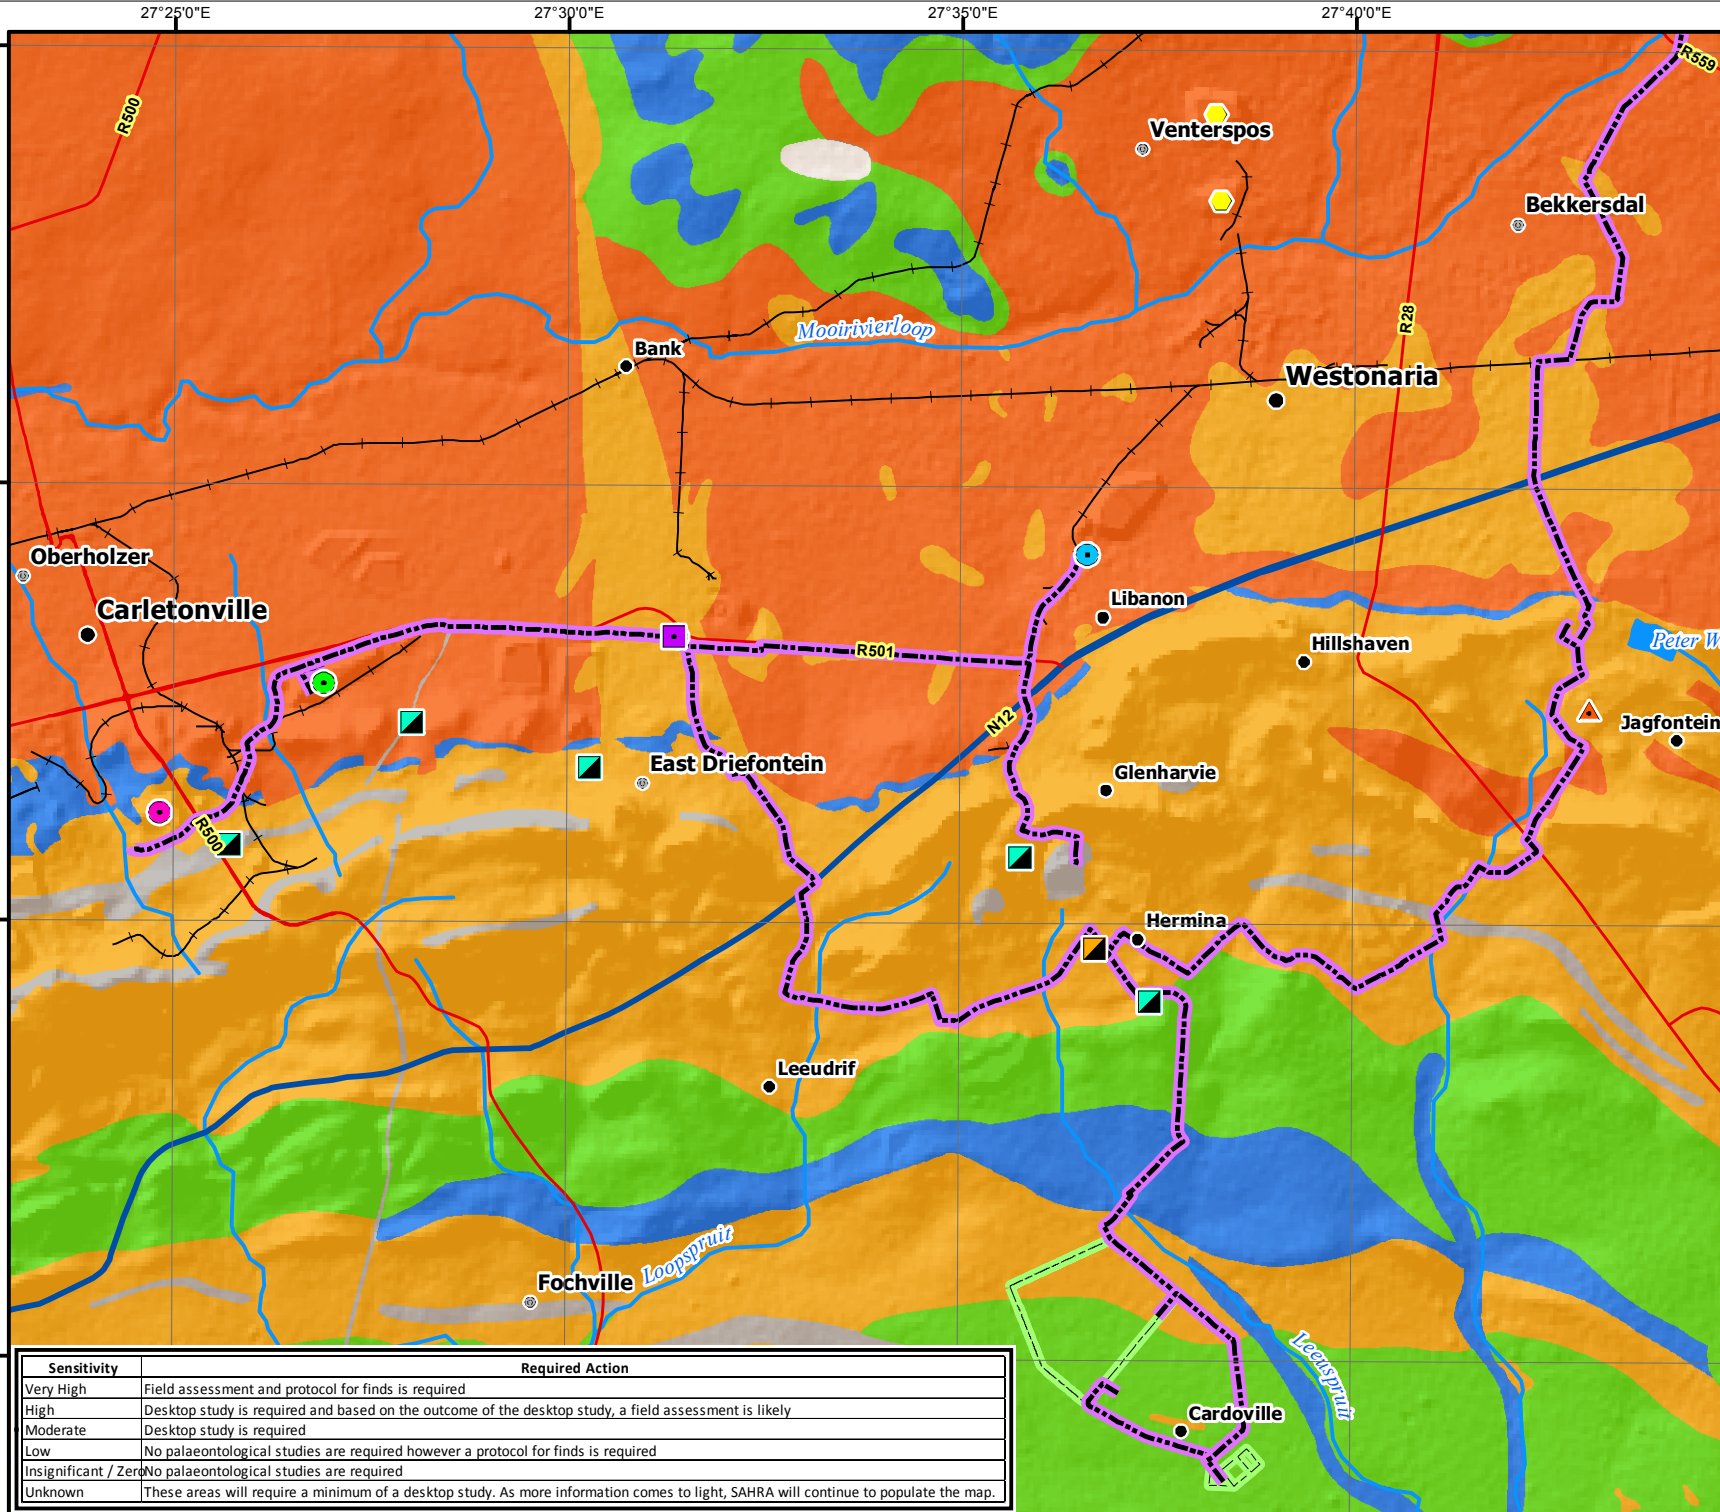 27°25'0"E 27°30'0"E 27°35'0"E 27°40'0"E
R559
R500
Venterspos
Bekkersdal
Mooirivierloop
R28
Bank
Westonaria
Oberholzer
Carletonville
Libanon
Hillshaven
Peter W
R501
N12
Jagfontein
East Driefontein
Glenharvie
R500
Hermina
Leeudrif
Loopspruit
Fochville
Leeuspruit
Cardoville
Sensitivity Required Action
Very High Field assessment and protocol for finds is required
High Desktop study is required and based on the outcome of the desktop study, a field assessment is likely
Moderate Desktop study is required
Low No palaeontological studies are required however a protocol for finds is required
Insignificant / Zero No palaeontological studies are required
Unknown These areas will require a minimum of a desktop study. As more information comes to light, SAHRA will continue to populate the map.